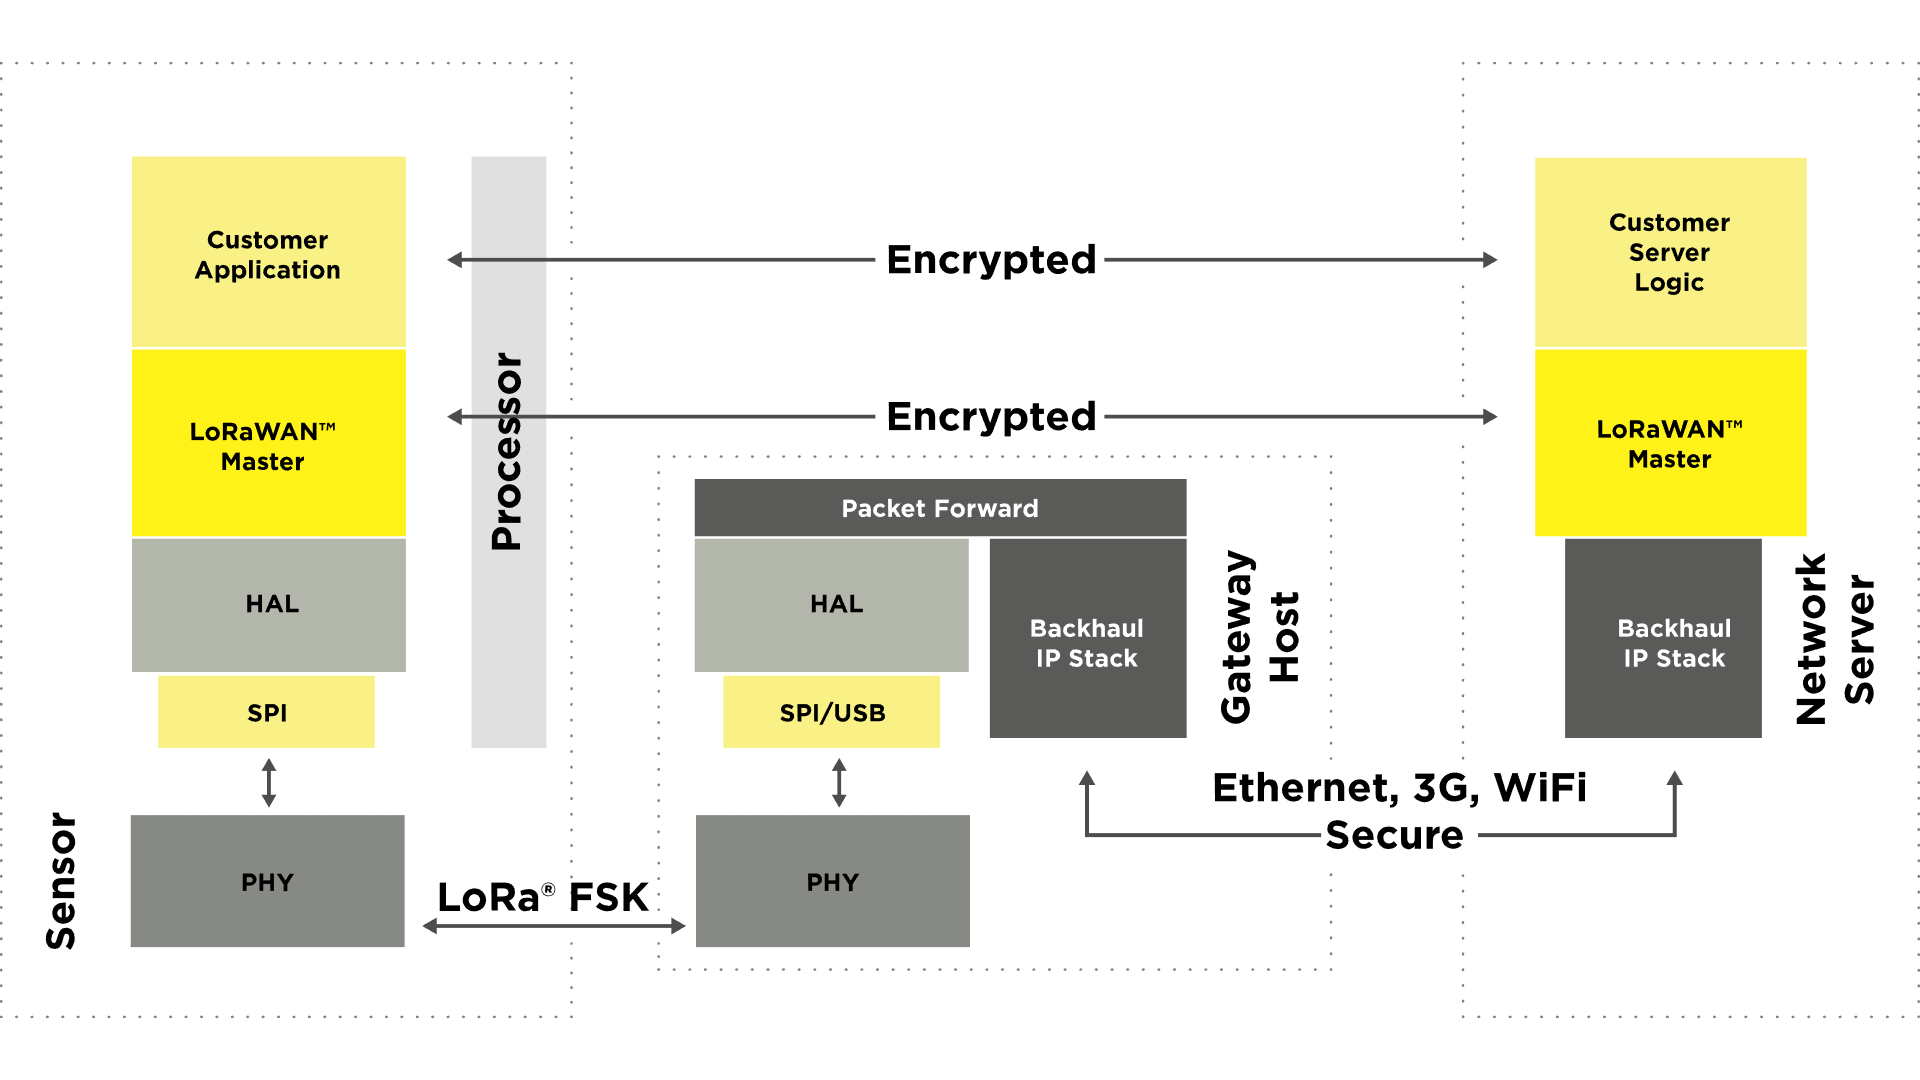 Customer
Application
LoRaWAN™
Master
HAL
SPI
PHY
Sensor
Processor
Encrypted
Encrypted
LoRa® FSK
Packet Forward
HAL
SPI/USB
PHY
Backhaul
IP Stack
Gateway
Host
Ethernet, 3G, WiFi
Secure
Customer
Server
Logic
LoRaWAN™
Master
Backhaul
IP Stack
Network
Server